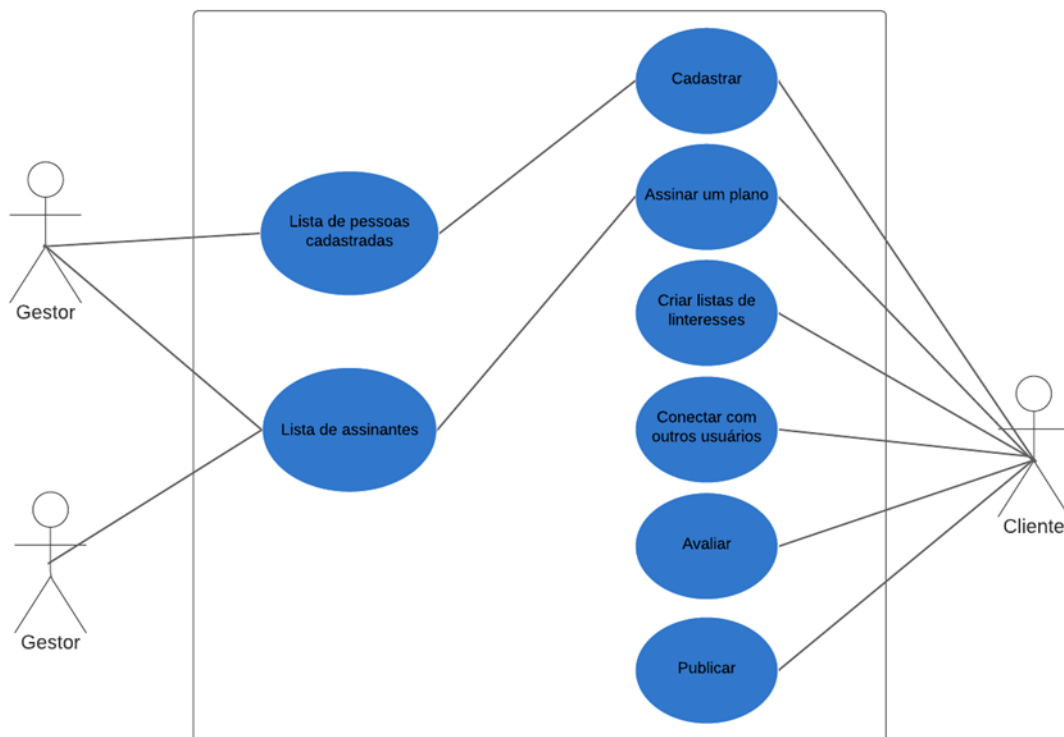 Cadastrar
Assinar um plano
Lista de pessoas
cadastradas
Gestor
Criar listas de
linteresses
Conectar com
outros usuários
Lista de assinantes
Cliente
Avaliar
Gestor
Publicar